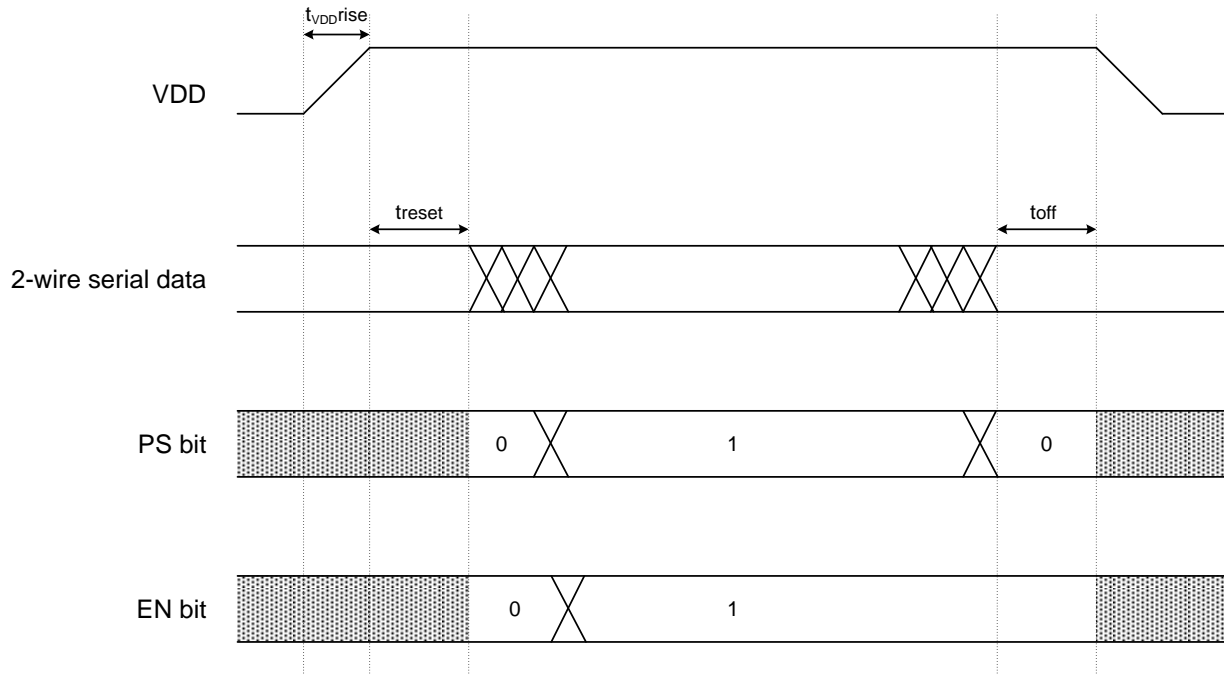 tVDDrise
VDD
treset
toff
2-wire serial data
PS bit
0
1
0
EN bit
0
1